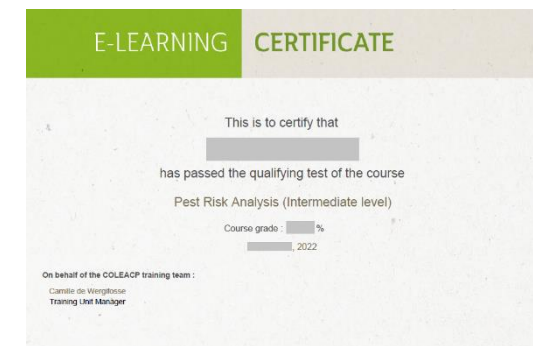 E-LEARNING CERTIFICATE
This is to certify that
has passed the qualifying test of the course
Pest Risk Analysis (Intermediate level)
Course grade : %
, 2022
On behalf of the COLEACP training team :
Camille de Wergifosse
Training Unit Manager